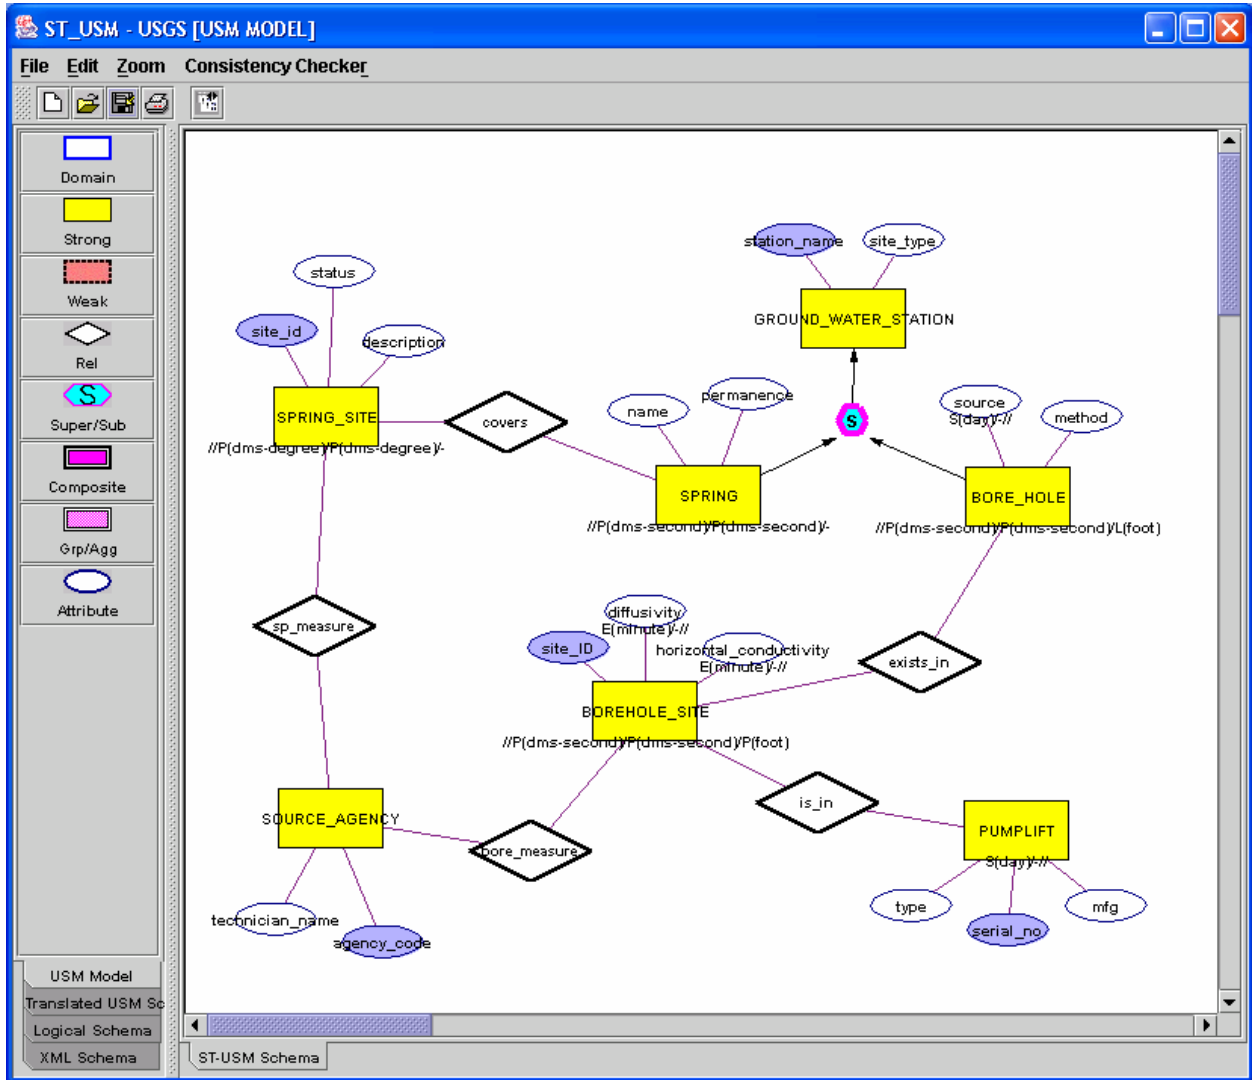 ST_USM - USGS [USM MODEL]
File Edit Zoom Consistency Checker
Domain
Strong
Weak
Rel
S
Super/Sub
Composite
Grp/Agg
Attribute
USM Model
Translated USM Sc
Logical Schema
XML Schema
station_name
site_type
GROUND_WATER_STATION
status
site_id
description
SPRING_SITE
//P(dms-degree)/P(dms-degree)/-
covers
name
permanence
S
source
S(day)/-//
method
SPRING
//P(dms-second)/P(dms-second)/-
BORE_HOLE
//P(dms-second)/P(dms-second)/L(foot)
sp_measure
diffusivity
E(minute)/-//
site_ID
horizontal_conductivity
E(minute)/-//
exists_in
BOREHOLE_SITE
//P(dms-second)/P(dms-second)/P(foot)
is_in
SOURCE_AGENCY
bore_measure
PUMPLIFT
S(day)/-//
technician_name
agency_code
type
serial_no
mfg
ST-USM Schema